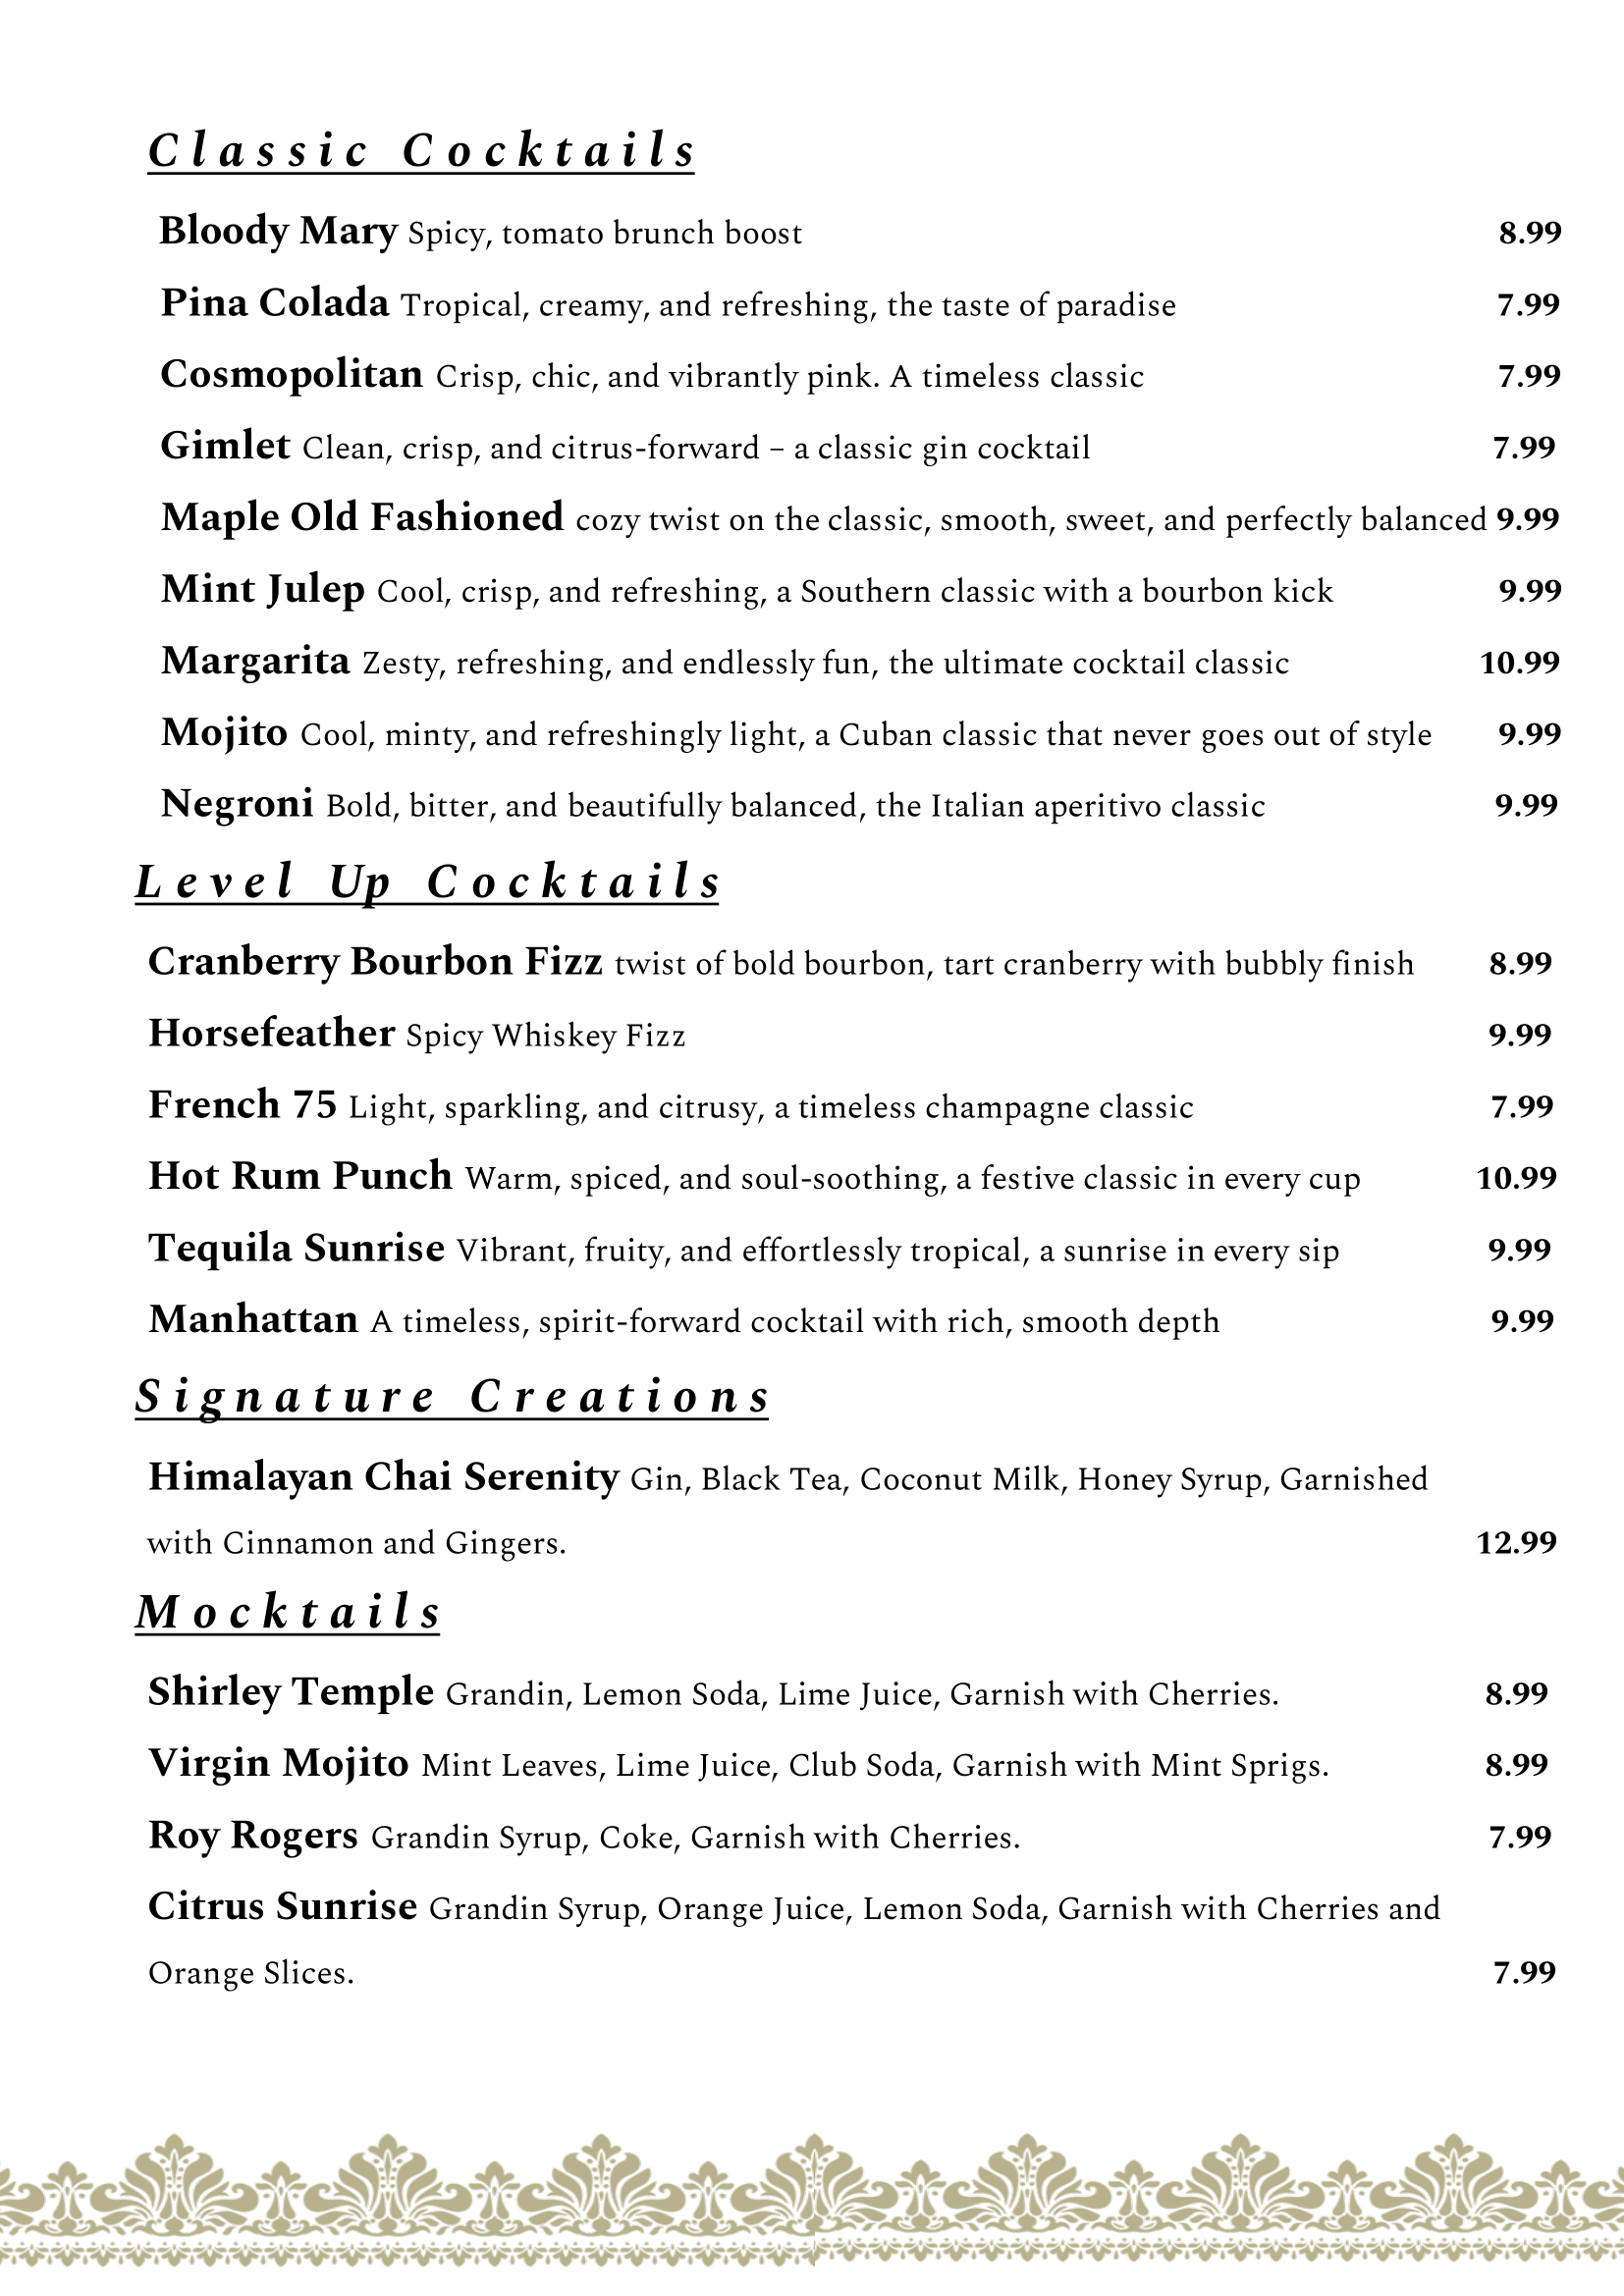 Classic Cocktails
Bloody Mary Spicy, tomato brunch boost 8.99
Pina Colada Tropical, creamy, and refreshing, the taste of paradise 7.99
Cosmopolitan Crisp, chic, and vibrantly pink. A timeless classic 7.99
Gimlet Clean, crisp, and citrus-forward – a classic gin cocktail 7.99
Maple Old Fashioned cozy twist on the classic, smooth, sweet, and perfectly balanced 9.99
Mint Julep Cool, crisp, and refreshing, a Southern classic with a bourbon kick 9.99
Margarita Zesty, refreshing, and endlessly fun, the ultimate cocktail classic 10.99
Mojito Cool, minty, and refreshingly light, a Cuban classic that never goes out of style 9.99
Negroni Bold, bitter, and beautifully balanced, the Italian aperitivo classic 9.99
Level Up Cocktails
Cranberry Bourbon Fizz twist of bold bourbon, tart cranberry with bubbly finish 8.99
Horsefeather Spicy Whiskey Fizz 9.99
French 75 Light, sparkling, and citrusy, a timeless champagne classic 7.99
Hot Rum Punch Warm, spiced, and soul-soothing, a festive classic in every cup 10.99
Tequila Sunrise Vibrant, fruity, and effortlessly tropical, a sunrise in every sip 9.99
Manhattan A timeless, spirit-forward cocktail with rich, smooth depth 9.99
Signature Creations
Himalayan Chai Serenity Gin, Black Tea, Coconut Milk, Honey Syrup, Garnished
with Cinnamon and Gingers. 12.99
Mocktails
Shirley Temple Grandin, Lemon Soda, Lime Juice, Garnish with Cherries. 8.99
Virgin Mojito Mint Leaves, Lime Juice, Club Soda, Garnish with Mint Sprigs. 8.99
Roy Rogers Grandin Syrup, Coke, Garnish with Cherries. 7.99
Citrus Sunrise Grandin Syrup, Orange Juice, Lemon Soda, Garnish with Cherries and
Orange Slices. 7.99